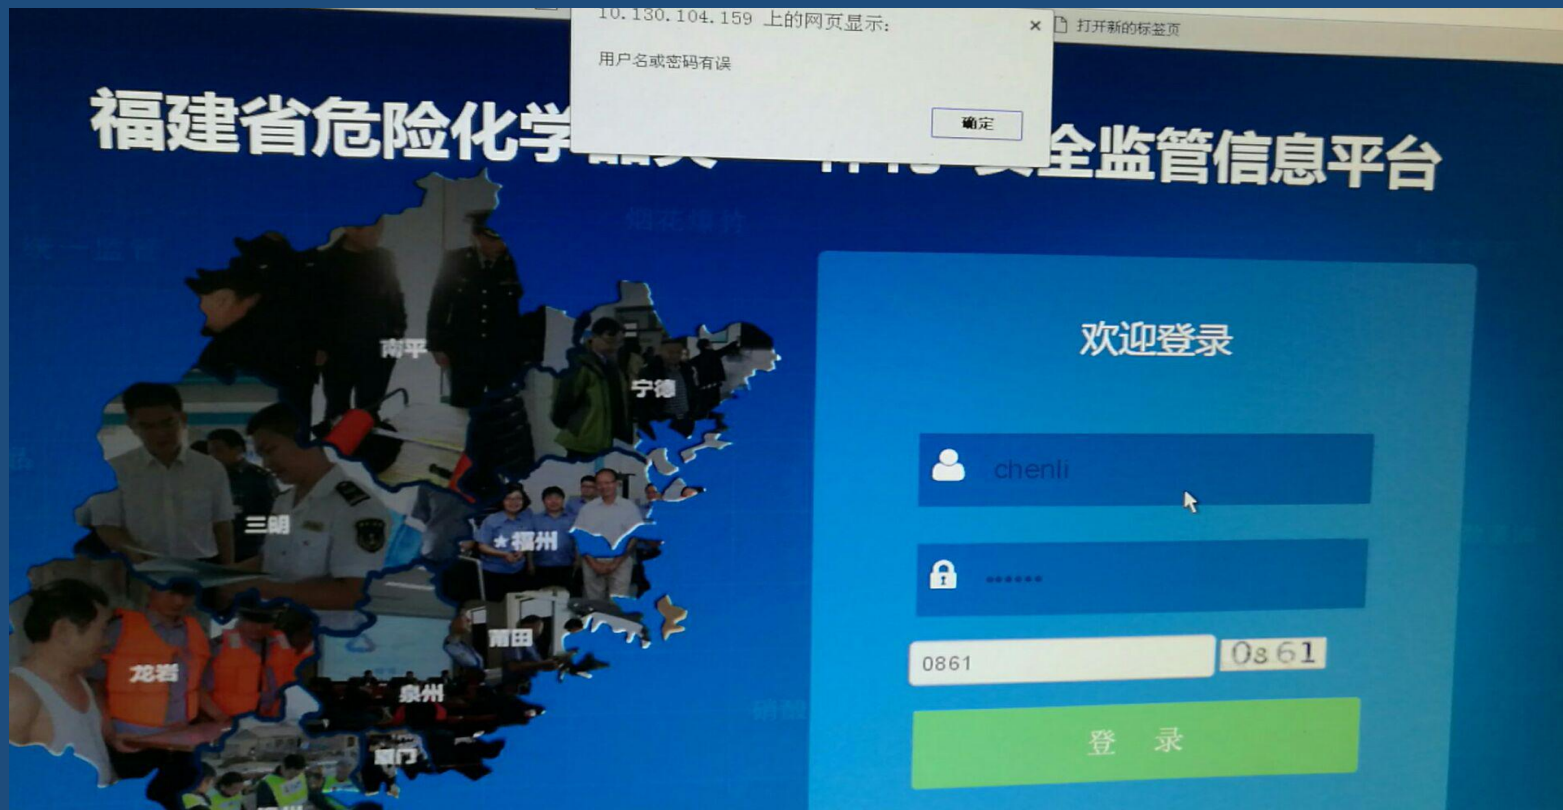 10.130.104.159 上的网页显示:
打开新的标签页
用户名或密码有误
确定
福建省危险化学
全监管信息平台
南平
宁德
三明
福州
莆田
龙岩
泉州
厦门
欢迎登录
chenli
••••••
0861
0861
登 录